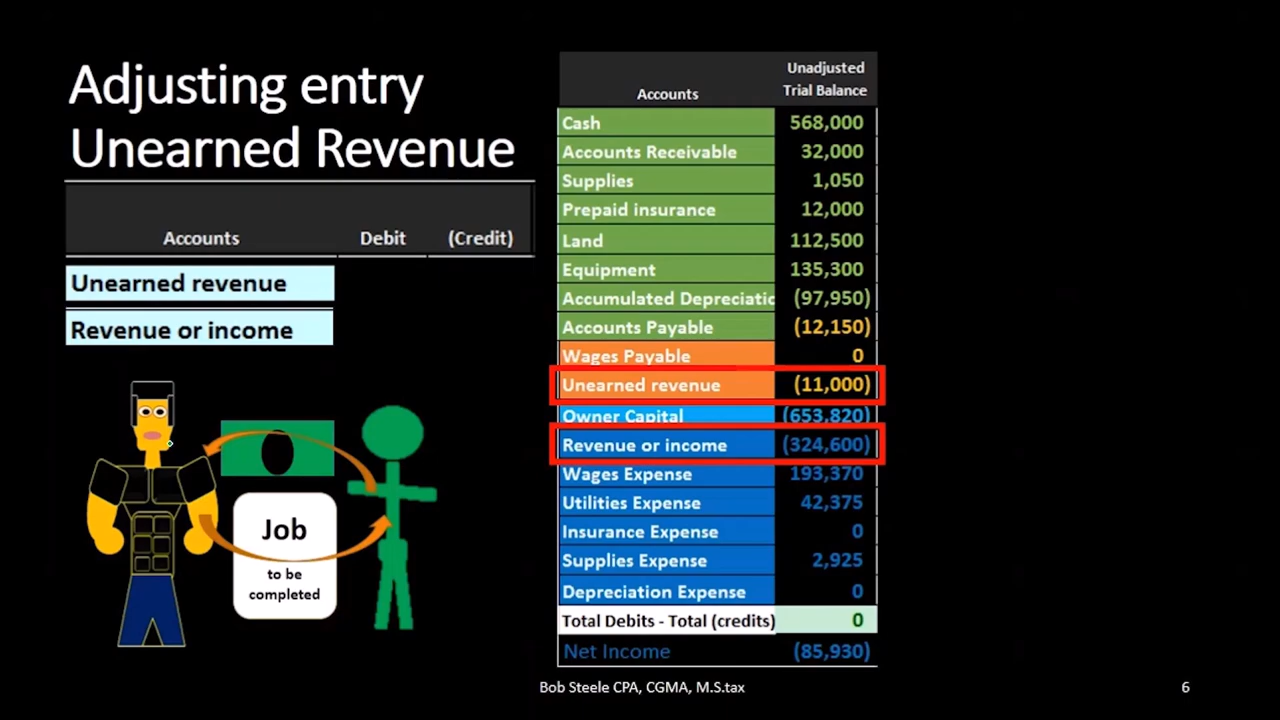 Adjusting entry
Unearned Revenue
Accounts Debit (Credit)
Unearned revenue
Revenue or income
Job
to be
completed
Unadjusted
Accounts Trial Balance
Cash 568,000
Accounts Receivable 32,000
Supplies 1,050
Prepaid insurance 12,000
Land 112,500
Equipment 135,300
Accumulated Depreciatic (97,950)
Accounts Payable (12,150)
Wages Payable 0
Unearned revenue (11,000)
Owner Capital (653,820)
Revenue or income (324,600)
Wages Expense 193,370
Utilities Expense 42,375
Insurance Expense 0
Supplies Expense 2,925
Depreciation Expense 0
Total Debits - Total (credits) 0
Net Income (85,930)
Bob Steele CPA, CGMA, M.S.tax 6